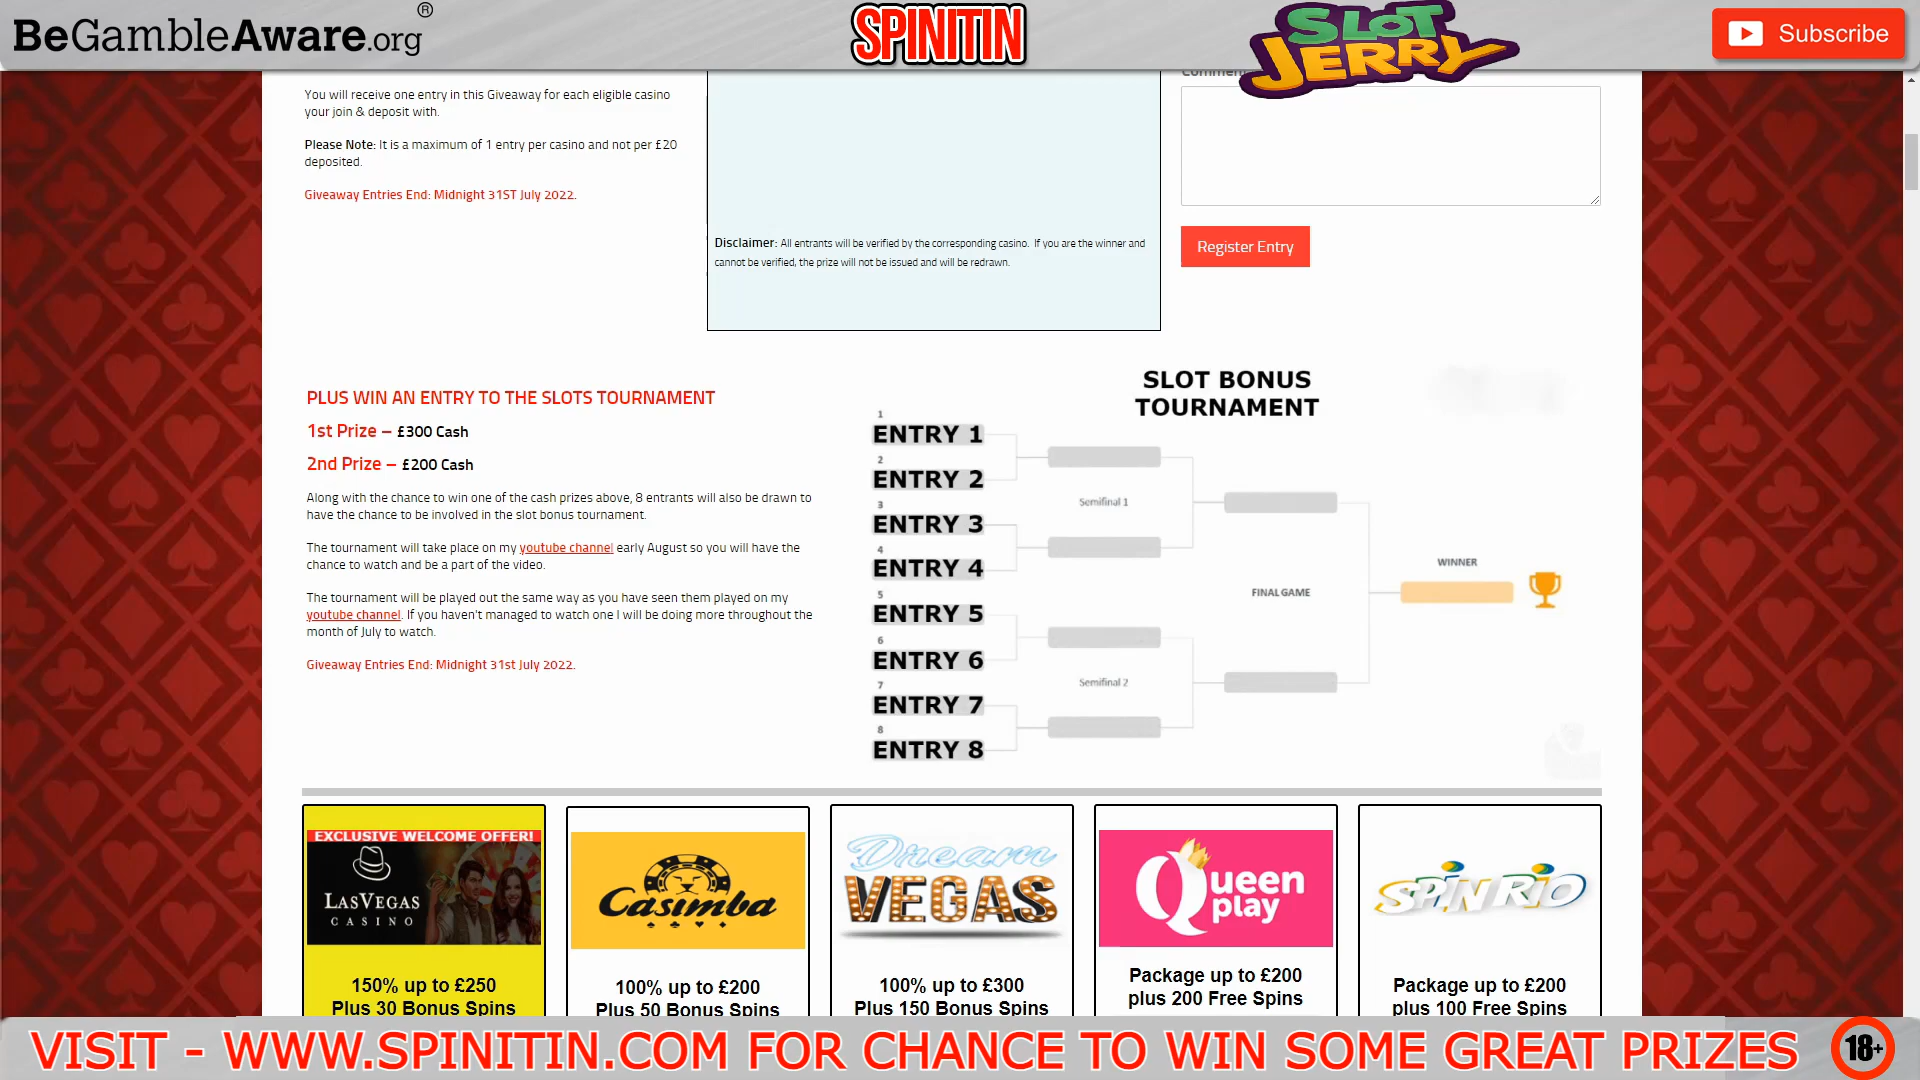 BeGambleAware.org®
SPINITIN
SLOT
JERRY
Subscribe
You will receive one entry in this Giveaway for each eligible casino
your join & deposit with.
Please Note: It is a maximum of 1 entry per casino and not per £20
deposited.
Giveaway Entries End: Midnight 31ST July 2022.
Disclaimer: All entrants will be verified by the corresponding casino. If you are the winner and
cannot be verified, the prize will not be issued and will be redrawn.
Register Entry
PLUS WIN AN ENTRY TO THE SLOTS TOURNAMENT
1st Prize – £300 Cash
2nd Prize – £200 Cash
Along with the chance to win one of the cash prizes above, 8 entrants will also be drawn to
have the chance to be involved in the slot bonus tournament.
The tournament will take place on my youtube channel early August so you will have the
chance to watch and be a part of the video.
The tournament will be played out the same way as you have seen them played on my
youtube channel. If you haven't managed to watch one I will be doing more throughout the
month of July to watch.
Giveaway Entries End: Midnight 31st July 2022.
SLOT BONUS
TOURNAMENT
1
ENTRY 1
2
ENTRY 2
3
ENTRY 3
4
ENTRY 4
5
ENTRY 5
6
ENTRY 6
7
ENTRY 7
8
ENTRY 8
Semifinal 1
Semifinal 2
FINAL GAME
WINNER
EXCLUSIVE WELCOME OFFER!
LASVEGAS
CASINO
150% up to £250
Plus 30 Bonus Spins
Casimba
100% up to £200
Plus 50 Bonus Spins
Dream
VEGAS
100% up to £300
Plus 150 Bonus Spins
Queen
play
Package up to £200
plus 200 Free Spins
SPIN RIO
Package up to £200
plus 100 Free Spins
VISIT - WWW.SPINITIN.COM FOR CHANCE TO WIN SOME GREAT PRIZES
18+